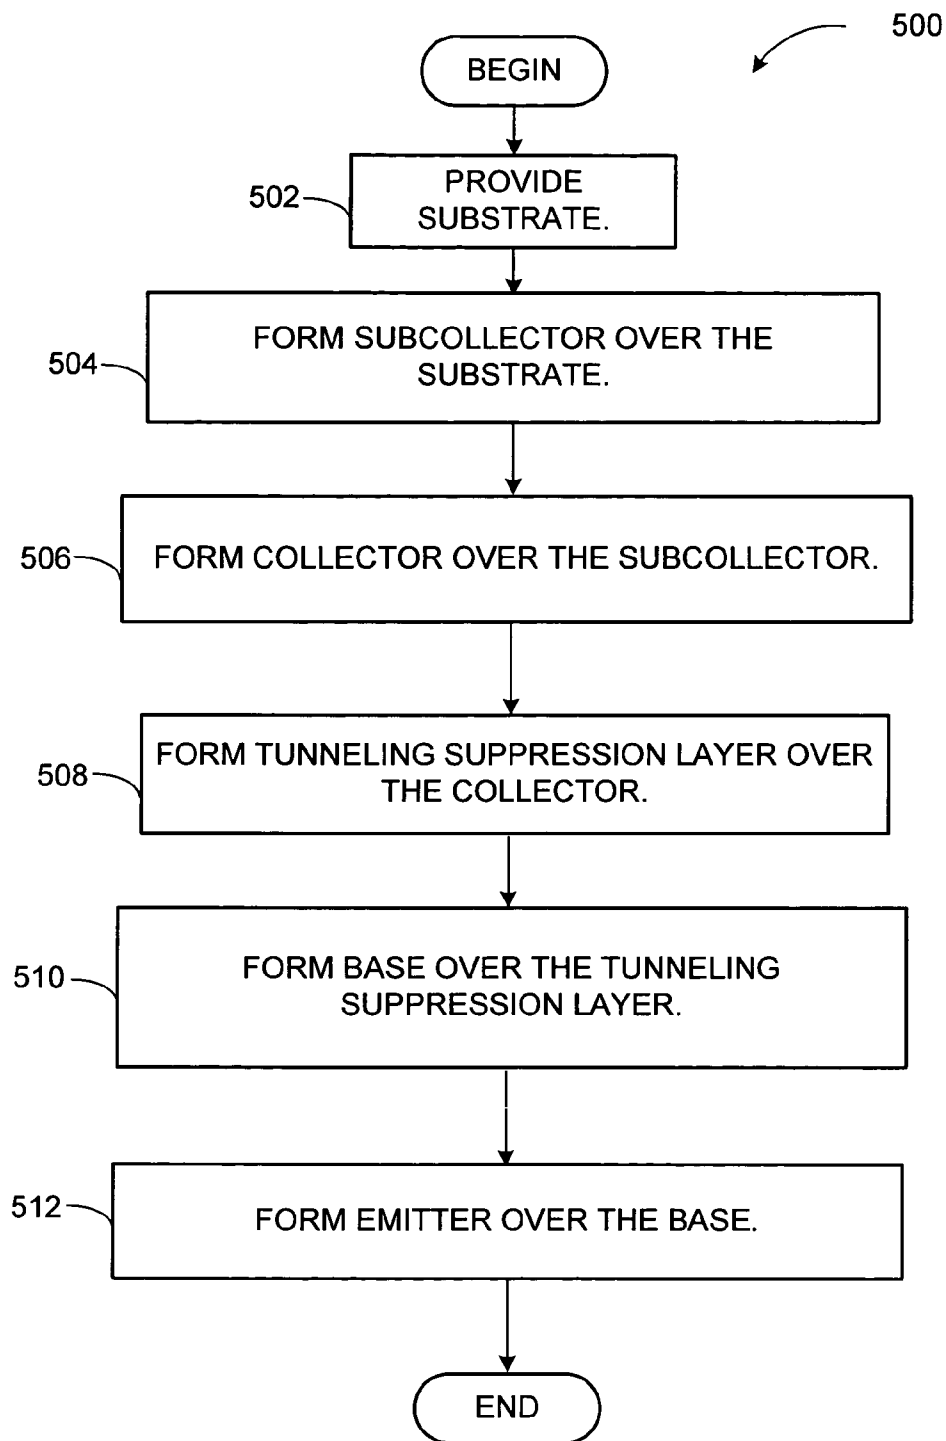 500
BEGIN
PROVIDE
SUBSTRATE.
502
FORM SUBCOLLECTOR OVER THE
SUBSTRATE.
504
FORM COLLECTOR OVER THE SUBCOLLECTOR.
506
FORM TUNNELING SUPPRESSION LAYER OVER
THE COLLECTOR.
508
FORM BASE OVER THE TUNNELING
SUPPRESSION LAYER.
510
FORM EMITTER OVER THE BASE.
512
END